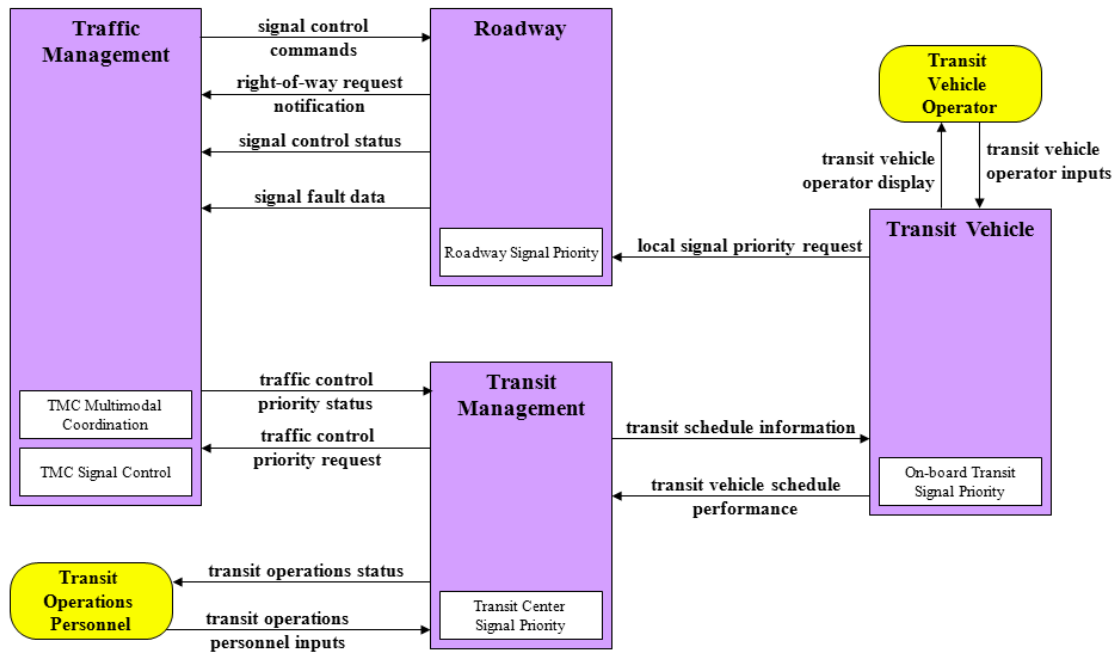 Traffic
Management
signal control
commands
right-of-way request
notification
signal control status
signal fault data
Roadway
Roadway Signal Priority
Transit
Vehicle
Operator
transit vehicle
operator display
transit vehicle
operator inputs
Transit Vehicle
local signal priority request
TMC Multimodal
Coordination
TMC Signal Control
traffic control
priority status
traffic control
priority request
Transit
Management
transit schedule information
transit vehicle schedule
performance
On-board Transit
Signal Priority
Transit
Operations
Personnel
transit operations status
transit operations
personnel inputs
Transit Center
Signal Priority